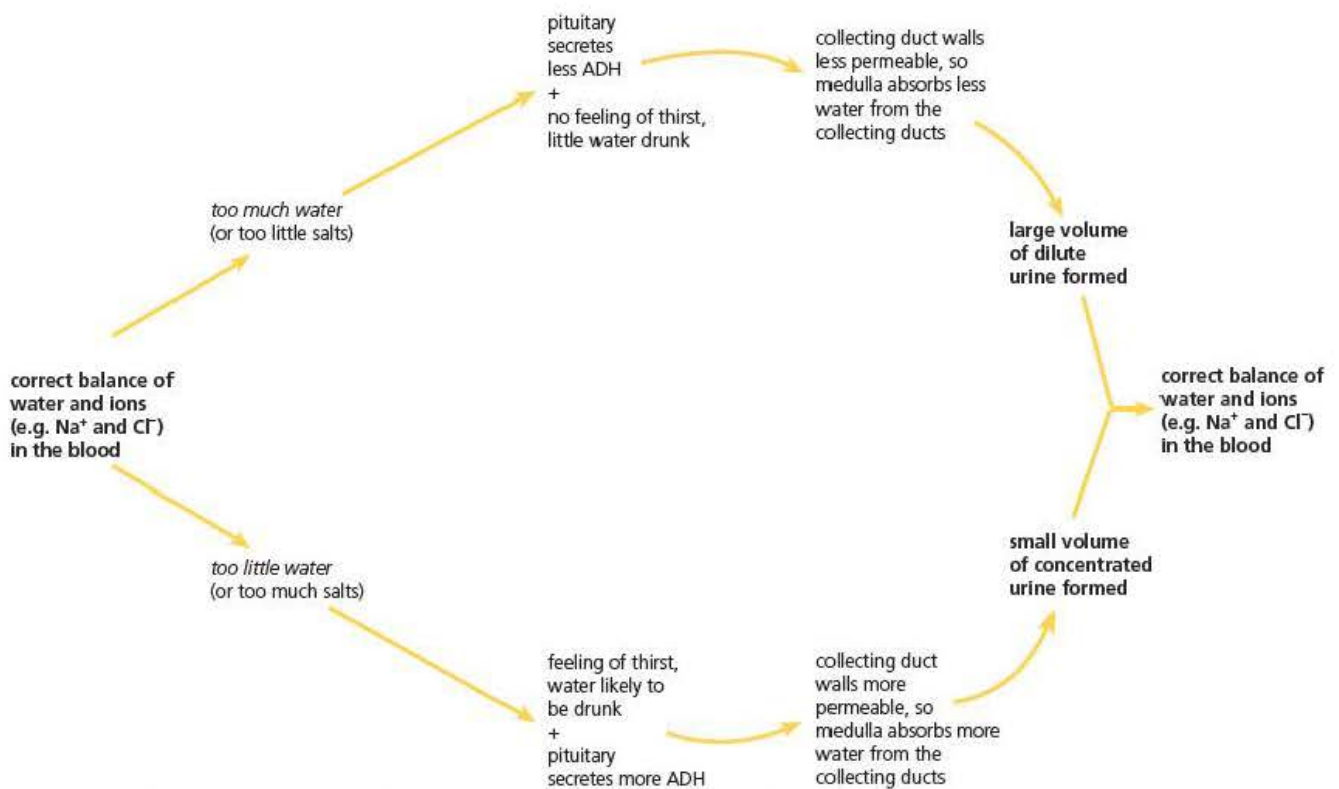 pituitary
secretes
less ADH
+
no feeling of thirst,
little water drunk
collecting duct walls
less permeable, so
medulla absorbs less
water from the
collecting ducts
too much water
(or too little salts)
large volume
of dilute
urine formed
correct balance of
water and ions
(e.g. Na⁺ and Cl⁻)
in the blood
correct balance of
water and ions
(e.g. Na⁺ and Cl⁻)
in the blood
too little water
(or too much salts)
small volume
of concentrated
urine formed
feeling of thirst,
water likely to
be drunk
+
pituitary
secretes more ADH
collecting duct
walls more
permeable, so
medulla absorbs more
water from the
collecting ducts